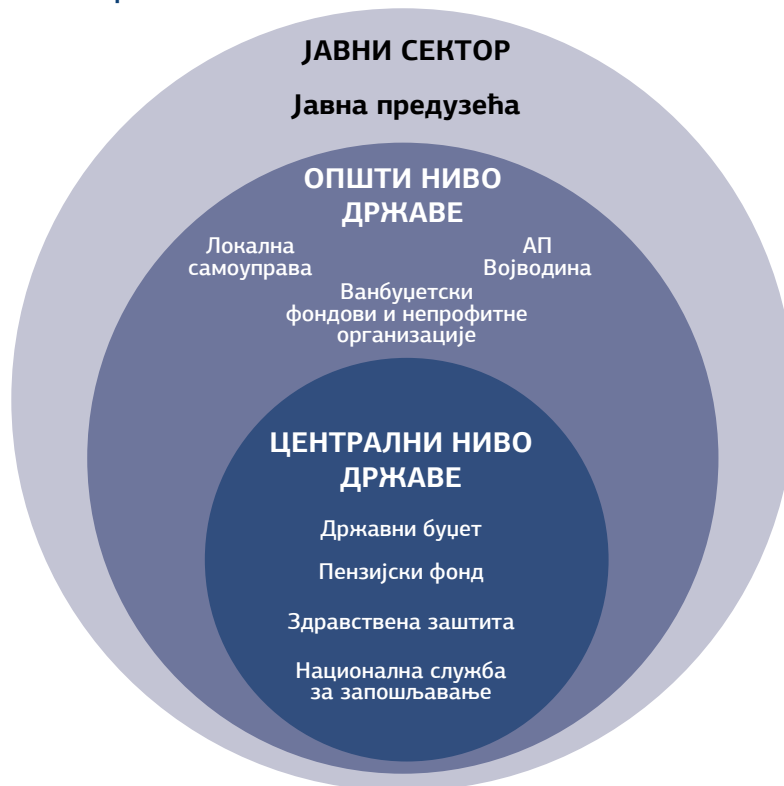 ЈАВНИ СЕКТОР
Јавна предузећа
ОПШТИ НИВО
ДРЖАВЕ
Локална
самоуправа
АП
Војводина
Ванбуџетски
фондови и непрофитне
организације
ЦЕНТРАЛНИ НИВО
ДРЖАВЕ
Државни буџет
Пензијски фонд
Здравствена заштита
Национална служба
за запошљавање